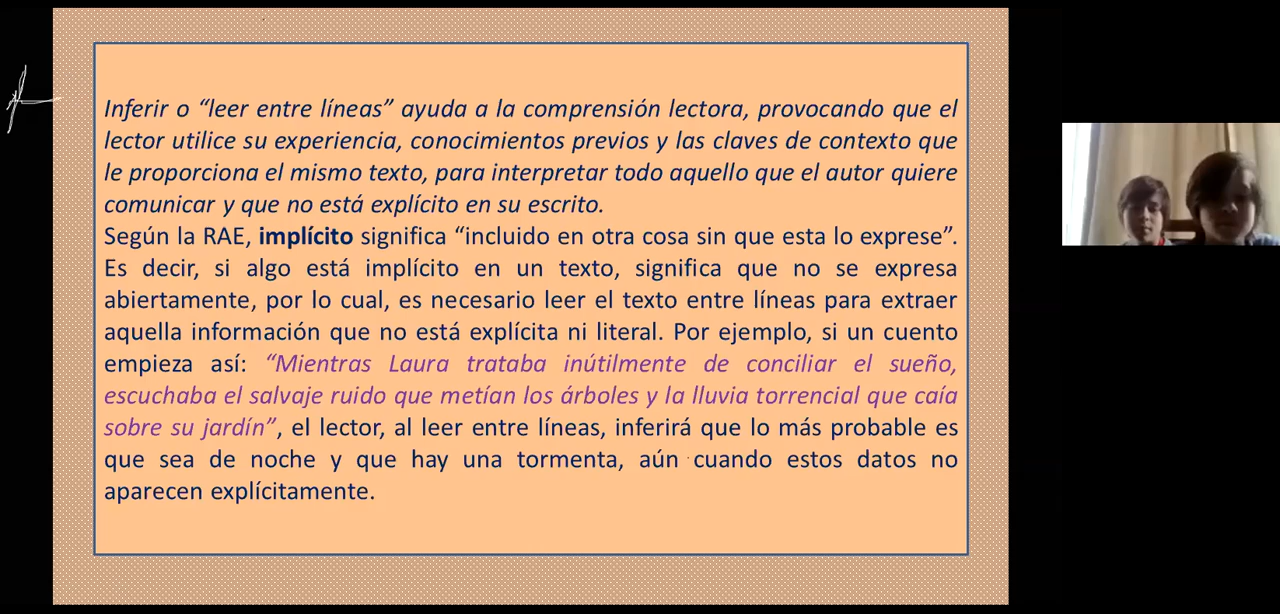 Inferir o “leer entre líneas” ayuda a la comprensión lectora, provocando que el
lector utilice su experiencia, conocimientos previos y las claves de contexto que
le proporciona el mismo texto, para interpretar todo aquello que el autor quiere
comunicar y que no está explícito en su escrito.
Según la RAE, implícito significa “incluido en otra cosa sin que esta lo exprese”.
Es decir, si algo está implícito en un texto, significa que no se expresa
abiertamente, por lo cual, es necesario leer el texto entre líneas para extraer
aquella información que no está explícita ni literal. Por ejemplo, si un cuento
empieza así: “Mientras Laura trataba inútilmente de conciliar el sueño,
escuchaba el salvaje ruido que metían los árboles y la lluvia torrencial que caía
sobre su jardín”, el lector, al leer entre líneas, inferirá que lo más probable es
que sea de noche y que hay una tormenta, aún cuando estos datos no
aparecen explícitamente.